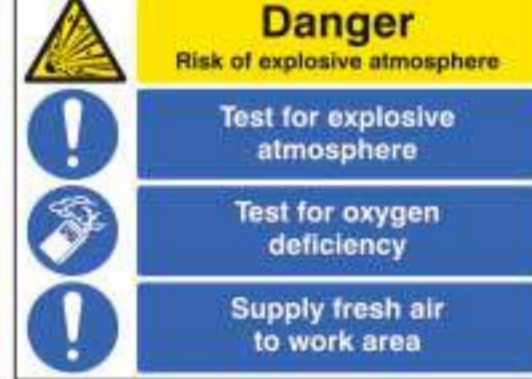 Danger
Risk of explosive atmosphere
Test for explosive
atmosphere
Test for oxygen
deficiency
Supply fresh air
to work area